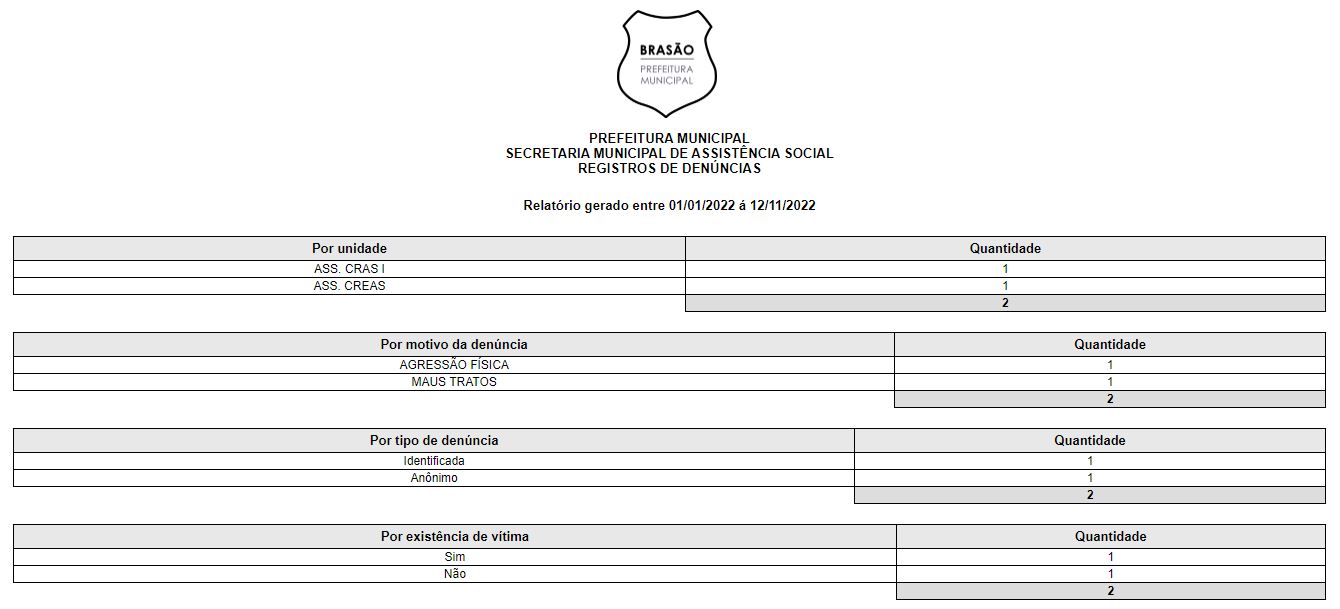 BRASÃO
PREFEITURA
MUNICIPAL
PREFEITURA MUNICIPAL
SECRETARIA MUNICIPAL DE ASSISTÊNCIA SOCIAL
REGISTROS DE DENÚNCIAS
Relatório gerado entre 01/01/2022 á 12/11/2022
Por unidade Quantidade
ASS. CRAS I 1
ASS. CREAS 1
2
Por motivo da denúncia Quantidade
AGRESSÃO FÍSICA 1
MAUS TRATOS 1
2
Por tipo de denúncia Quantidade
Identificada 1
Anônimo 1
2
Por existência de vítima Quantidade
Sim 1
Não 1
2